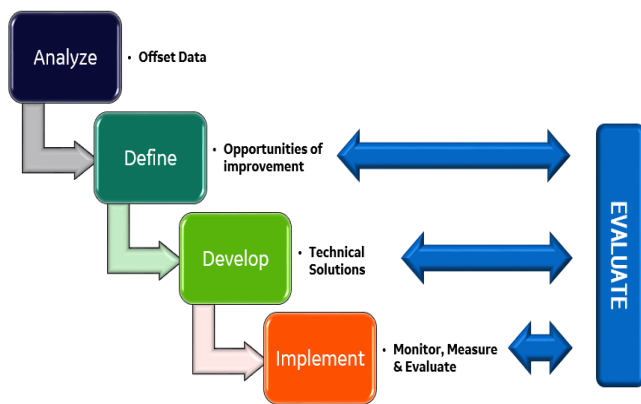 Analyze
• Offset Data
Define
• Opportunities of
improvement
Develop
• Technical
Solutions
Implement
• Monitor, Measure
& Evaluate
EVALUATE